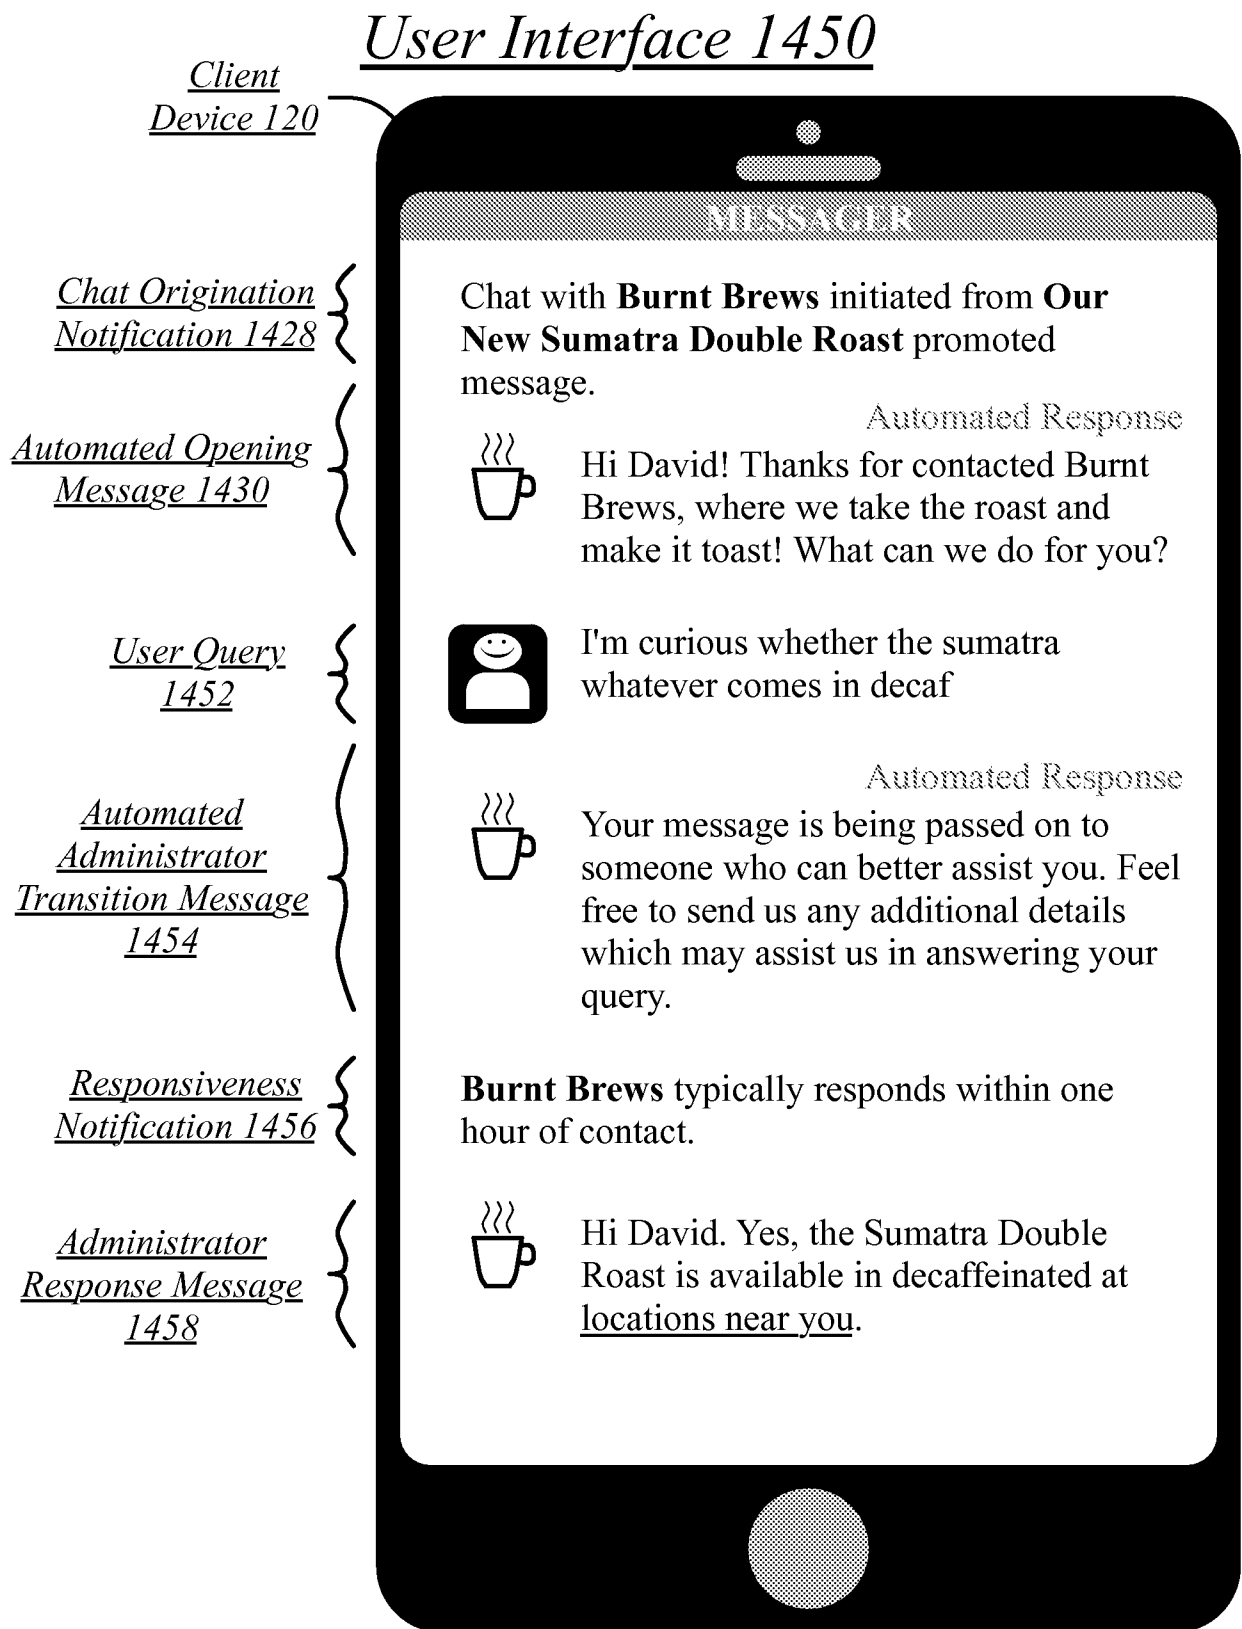 User Interface 1450
Client
Device 120
MESSAGER
Chat Origination
Notification 1428
Chat with Burnt Brews initiated from Our
New Sumatra Double Roast promoted
message.
Automated Opening
Message 1430
Automated Response
Hi David! Thanks for contacted Burnt
Brews, where we take the roast and
make it toast! What can we do for you?
User Query
1452
I'm curious whether the sumatra
whatever comes in decaf
Automated
Administrator
Transition Message
1454
Automated Response
Your message is being passed on to
someone who can better assist you. Feel
free to send us any additional details
which may assist us in answering your
query.
Responsiveness
Notification 1456
Burnt Brews typically responds within one
hour of contact.
Administrator
Response Message
1458
Hi David. Yes, the Sumatra Double
Roast is available in decaffeinated at
locations near you.